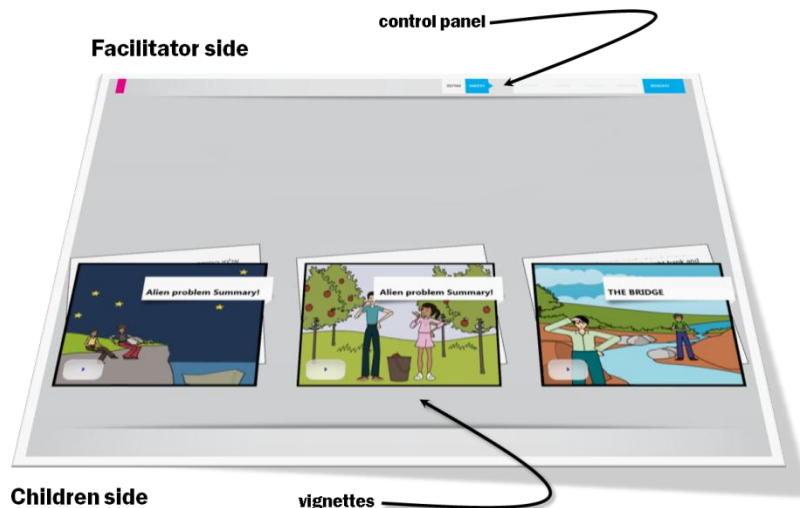 control panel
Facilitator side
Alien problem Summary!
Alien problem Summary!
THE BRIDGE
Children side
vignettes